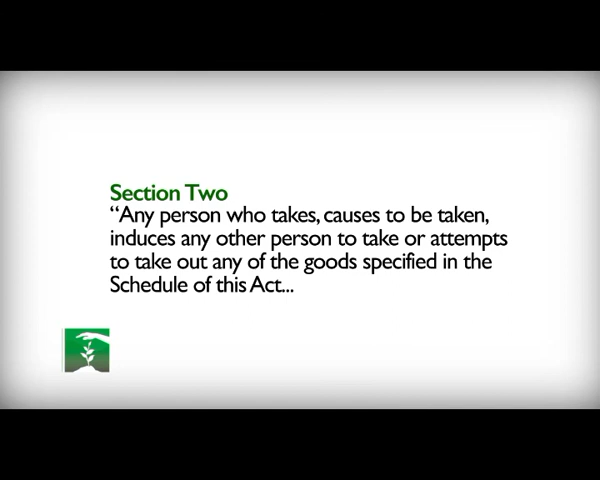 Section Two
“Any person who takes, causes to be taken,
induces any other person to take or attempts
to take out any of the goods specified in the
Schedule of this Act...